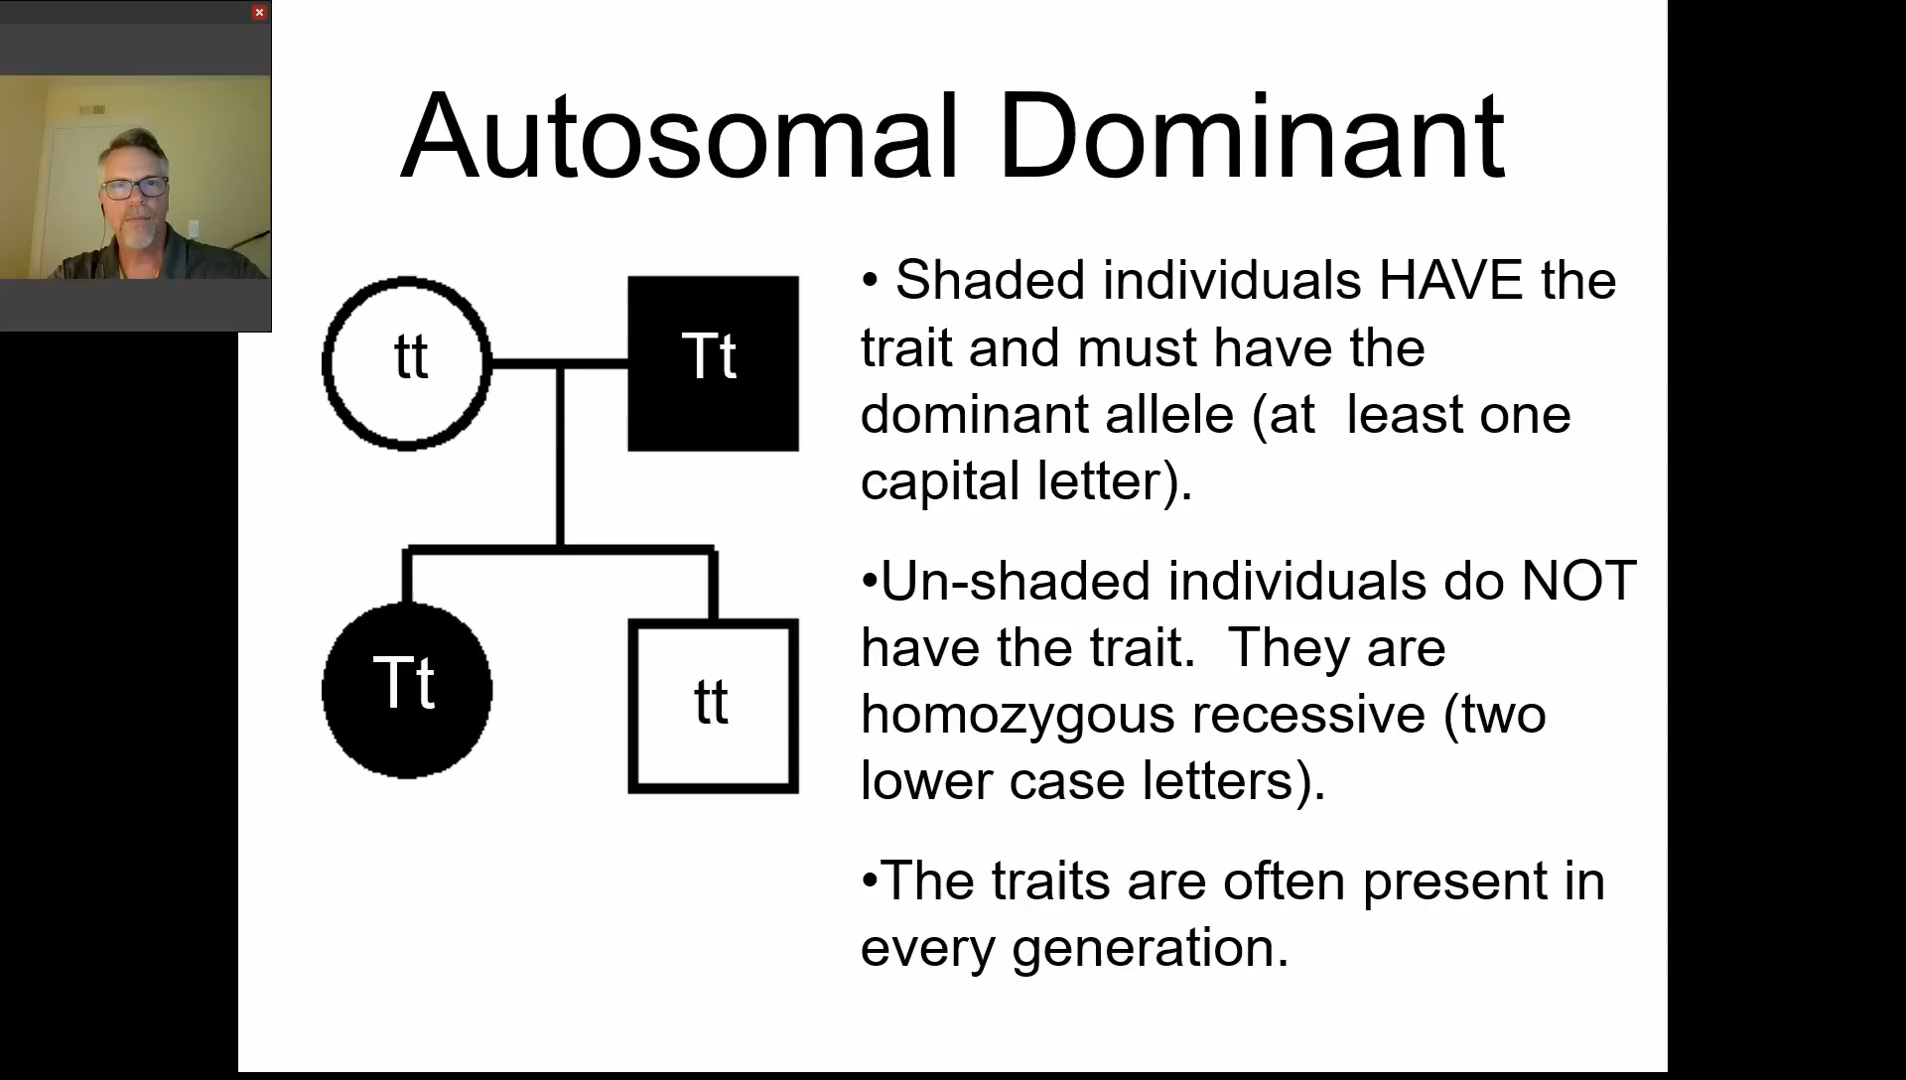 Autosomal Dominant
tt
Tt
Tt
tt
• Shaded individuals HAVE the
trait and must have the
dominant allele (at  least one
capital letter).
•Un-shaded individuals do NOT
have the trait.  They are
homozygous recessive (two
lower case letters).
•The traits are often present in
every generation.